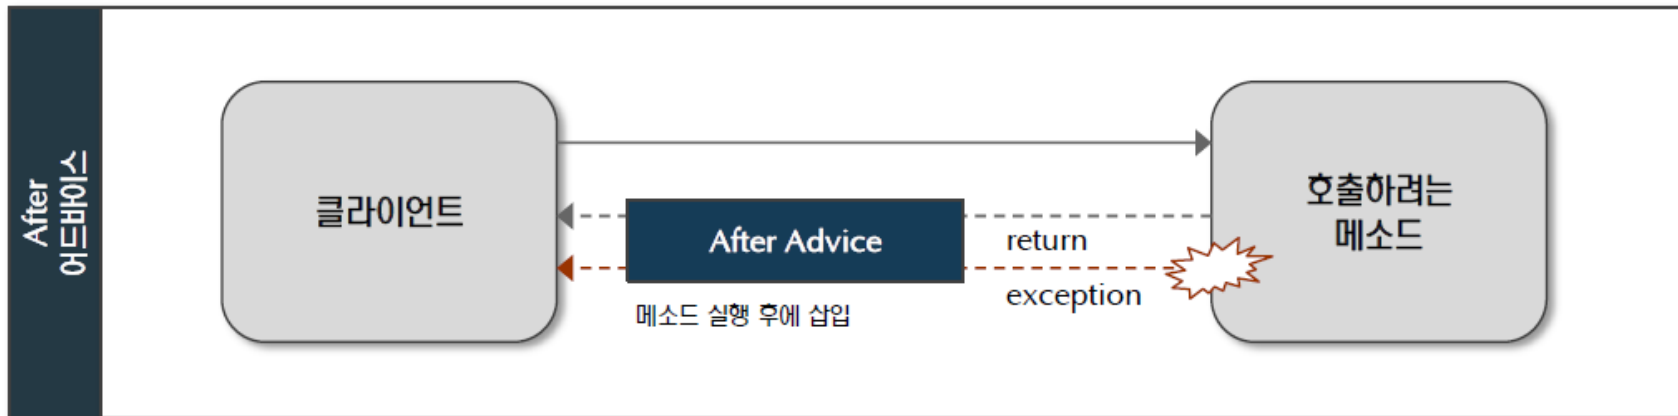 After
어드바이스
클라이언트
호출하려는
메소드
After Advice
return
exception
메소드 실행 후에 삽입